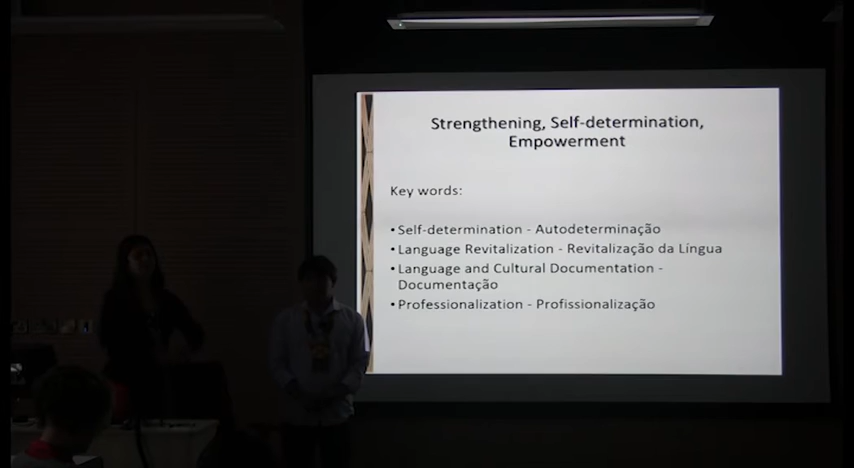 Strengthening, Self-determination,
Empowerment
Key words:
•Self-determination - Autodeterminação
•Language Revitalization - Revitalização da Língua
•Language and Cultural Documentation -
Documentação
•Professionalization - Profissionalização